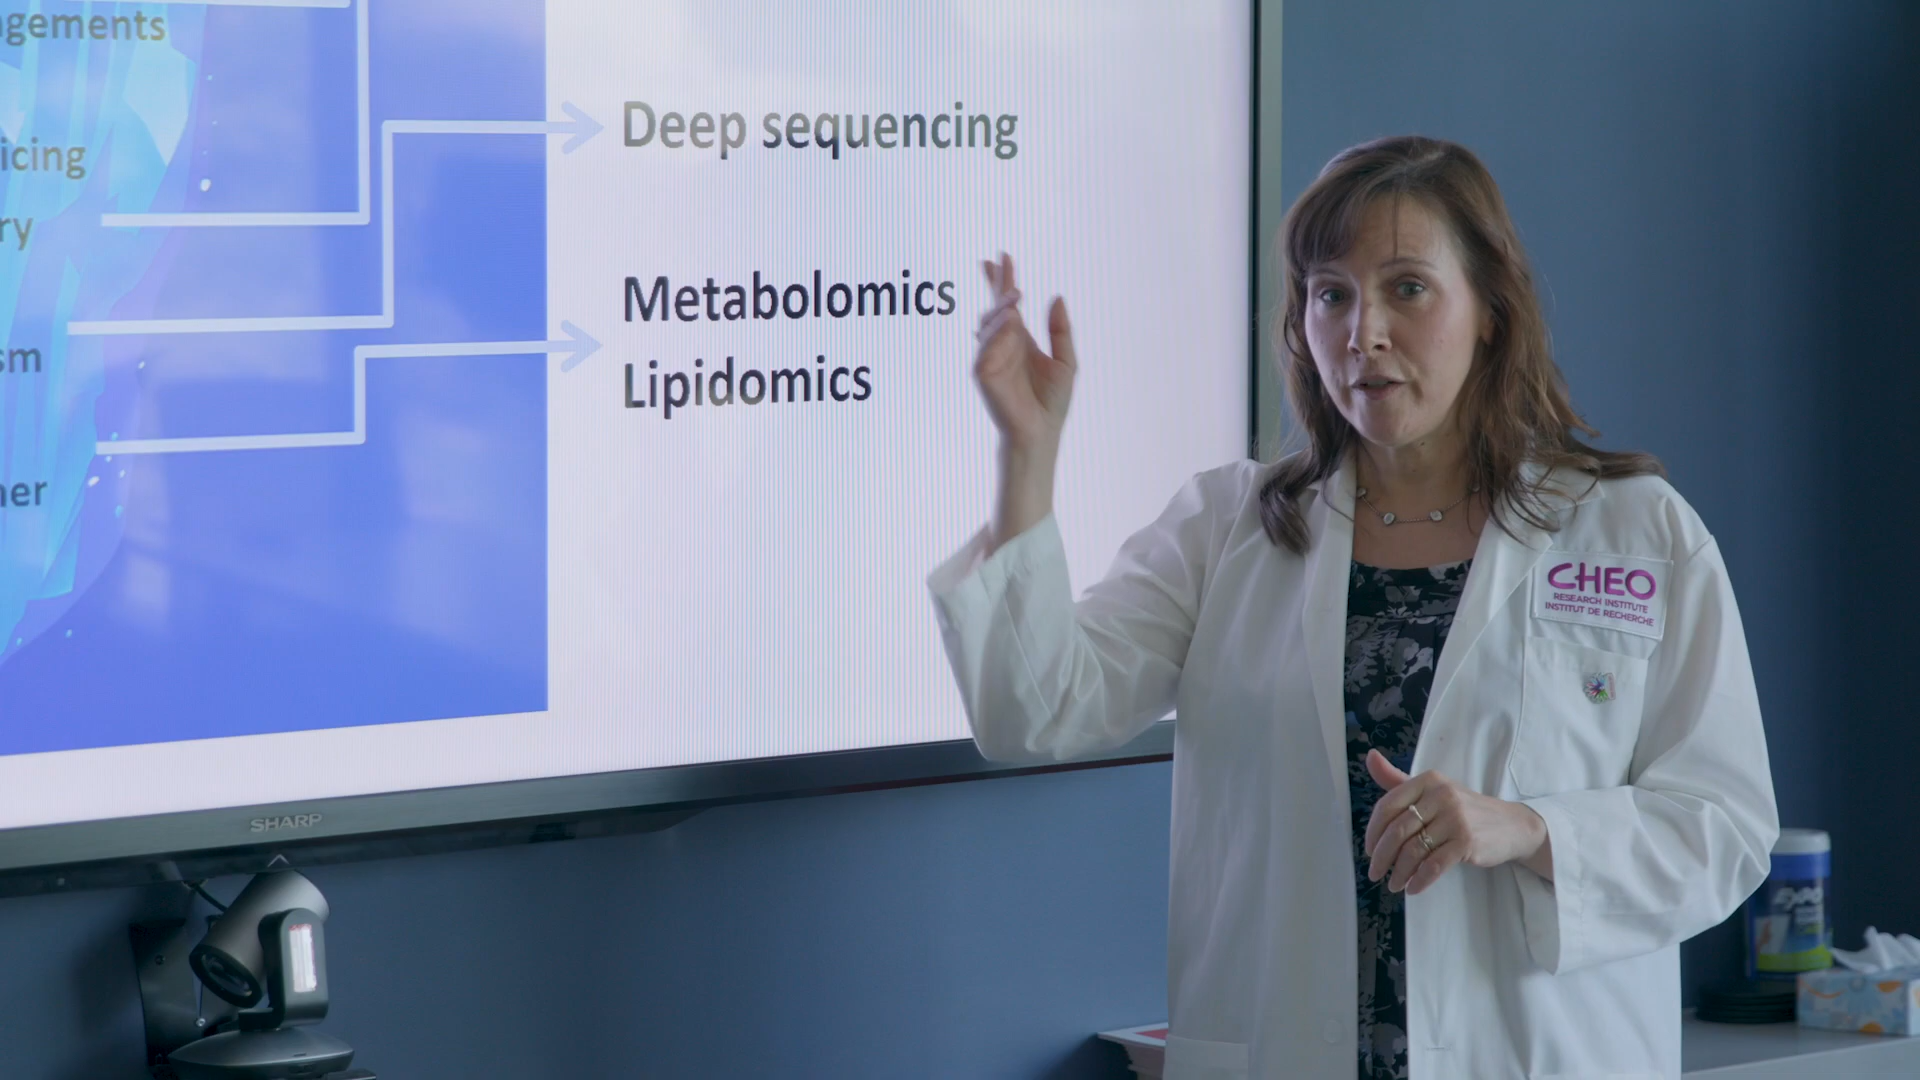 gements
icing
ry
sm
ner
Deep sequencing
Metabolomics
Lipidomics
SHARP
CHEO
RESEARCH INSTITUTE
INSTITUT DE RECHERCHE